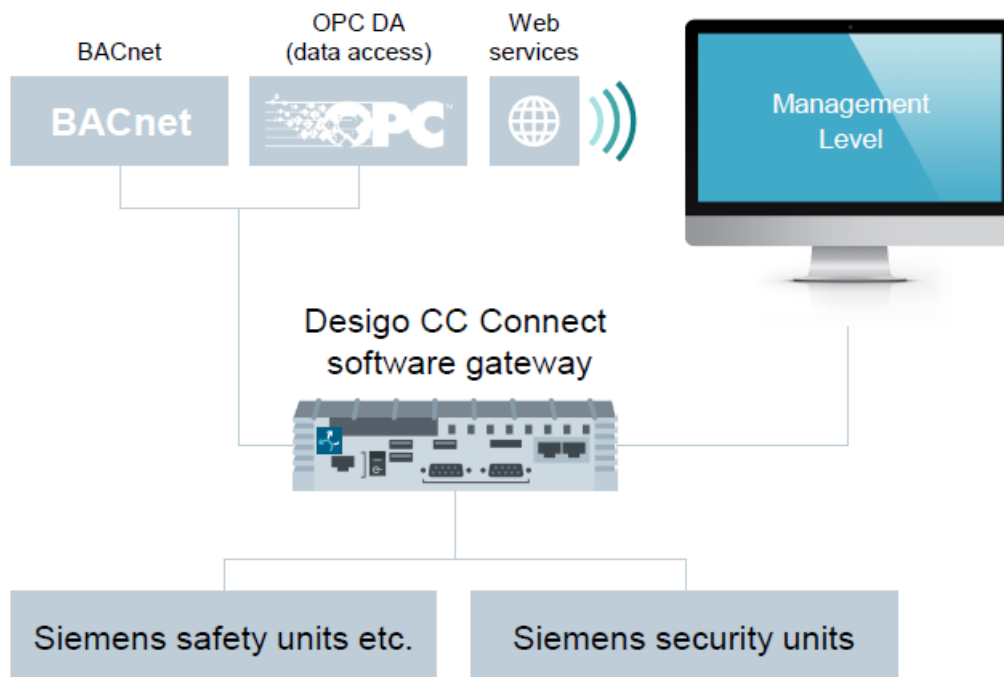 BACnet
OPC DA
(data access)
Web
services
BACnet
OPC™
Management
Level
Desigo CC Connect
software gateway
Siemens safety units etc.
Siemens security units